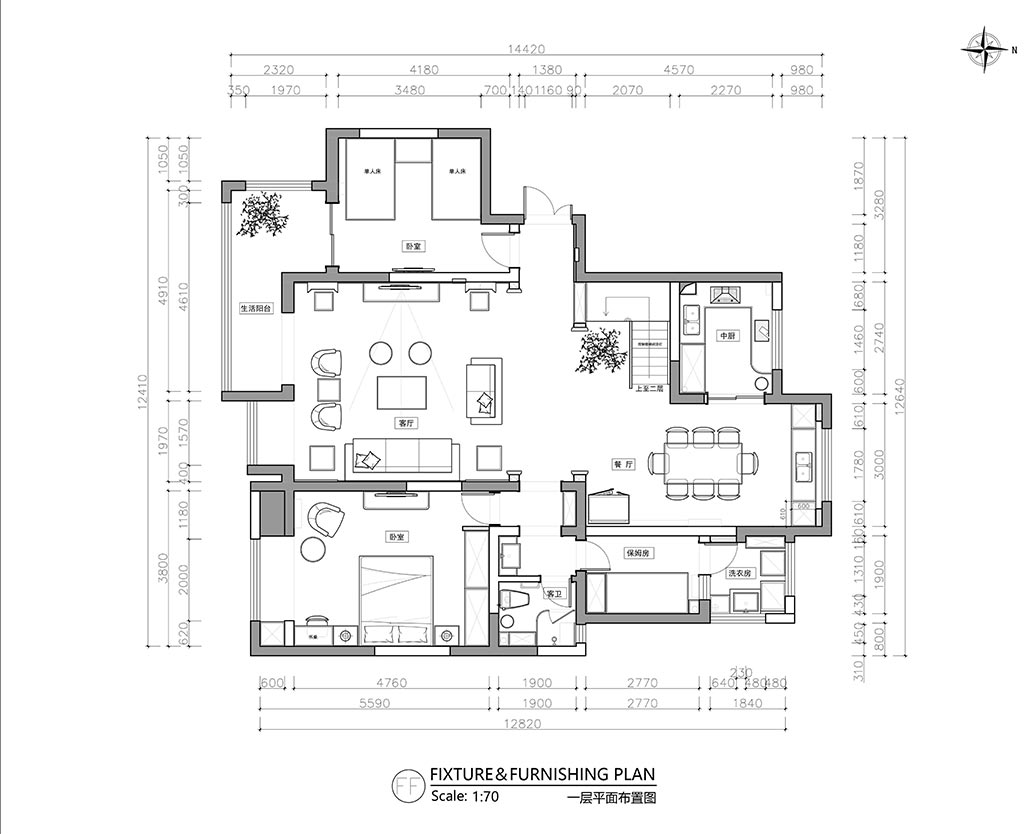 N
14420
2320 4180 1380 4570 980
350 1970 3480 700 140 1160 90 2070 2270 980
12410
4910 1970 3800
1050 300 4610 1570 400 1180 2000 620
1050
单人床 单人床
卧室
生活阳台
中厨
上至二层
客厅
餐厅
600
610
卧室
保姆房
洗衣房
客卫
书桌
1870 1180 680 1460 600 610 1780 610 160 1310 430 450 310
3280 2740 3000 1900 800
12640
230
600 4760 1900 2770 640 480 480
5590 1900 2770 1840
12820
FF
FIXTURE&FURNISHING PLAN
Scale: 1:70
一层平面布置图